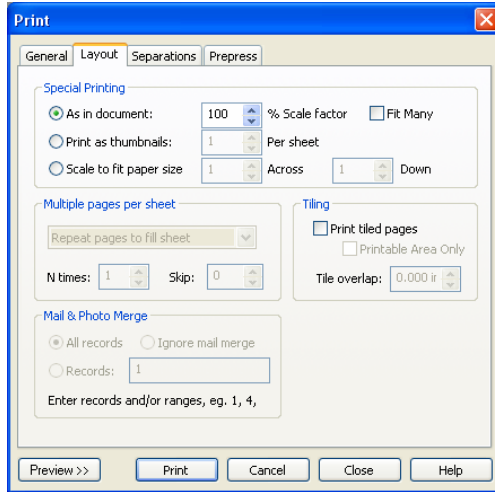 Print
General Layout Separations Prepress
Special Printing
As in document: 100 % Scale factor Fit Many
Print as thumbnails: 1 Per sheet
Scale to fit paper size 1 Across 1 Down
Multiple pages per sheet
Repeat pages to fill sheet
N times: 1 Skip: 0
Tiling
Print tiled pages
Printable Area Only
Tile overlap: 0.000 ir
Mail & Photo Merge
All records Ignore mail merge
Records: 1
Enter records and/or ranges, eg. 1, 4,
Preview >> Print Cancel Close Help